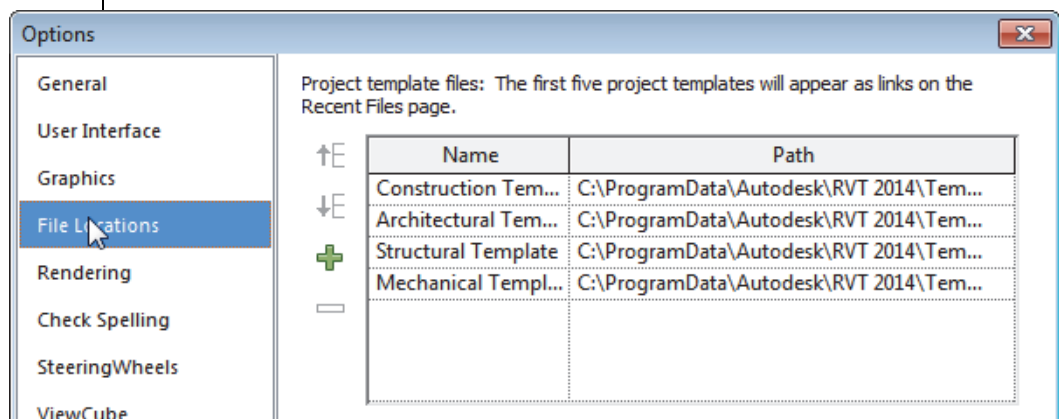 Options
General
User Interface
Graphics
File Locations
Rendering
Check Spelling
SteeringWheels
ViewCube
Project template files: The first five project templates will appear as links on the
Recent Files page.
Name Path
Construction Tem... C:\ProgramData\Autodesk\RVT 2014\Tem...
Architectural Tem... C:\ProgramData\Autodesk\RVT 2014\Tem...
Structural Template C:\ProgramData\Autodesk\RVT 2014\Tem...
Mechanical Templ... C:\ProgramData\Autodesk\RVT 2014\Tem...